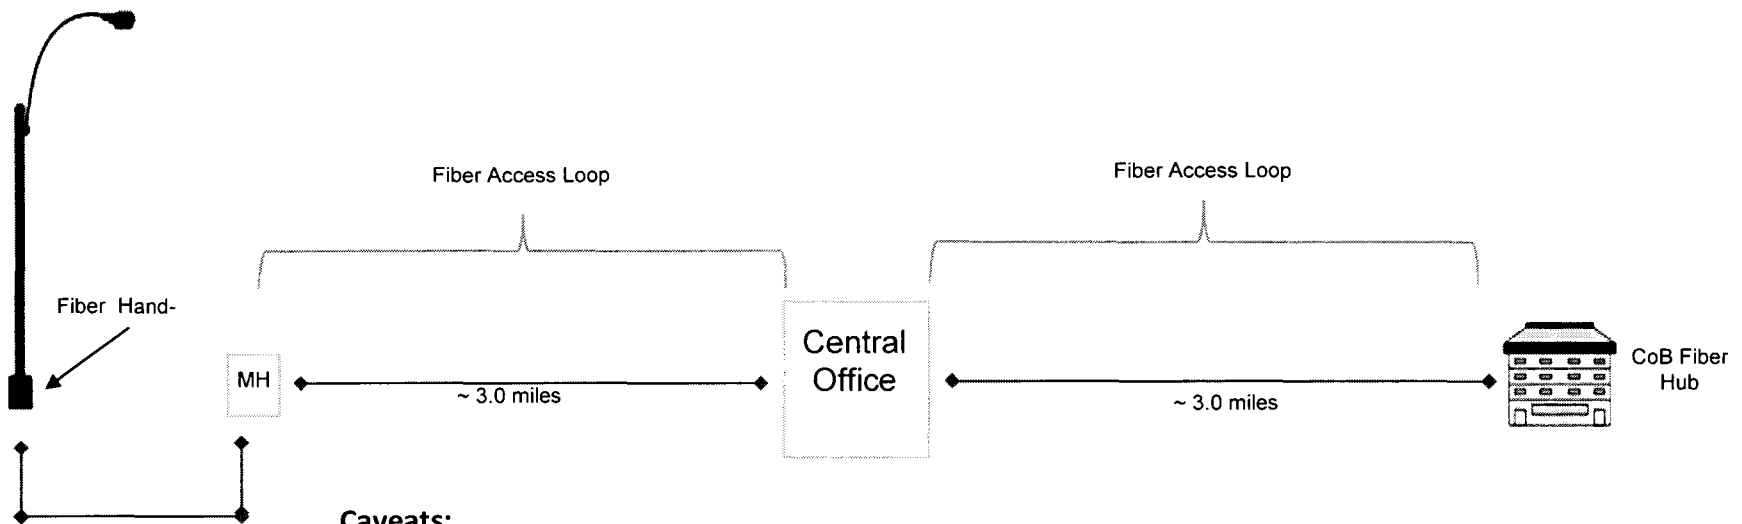 Fiber Access Loop
Fiber Access Loop
Fiber Hand-
MH
~ 3.0 miles
Central
Office
~ 3.0 miles
CoB Fiber
Hub
Caveats: